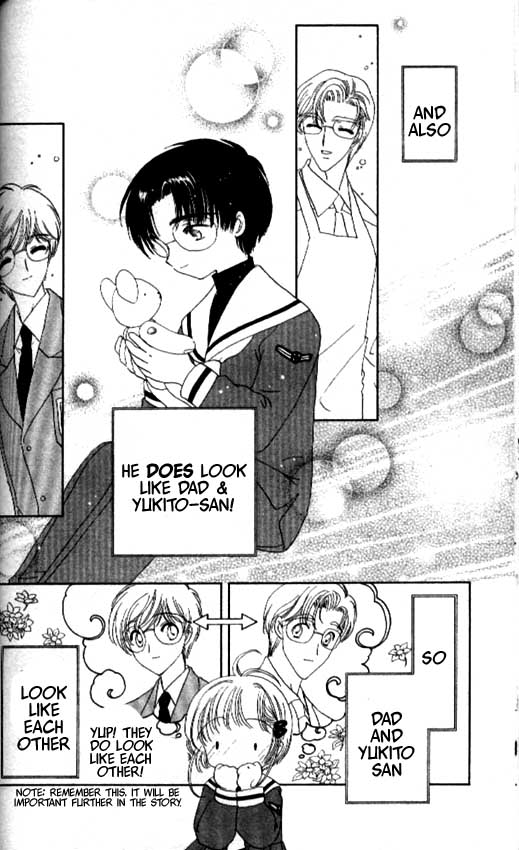 AND
ALSO
HE DOES LOOK
LIKE DAD &
YUKITO-SAN!
SO
DAD
AND
YUKITO
SAN
LOOK
LIKE
EACH
OTHER
YUP! THEY
DO LOOK
LIKE EACH
OTHER!
NOTE: REMEMBER THIS. IT WILL BE
IMPORTANT FURTHER IN THE STORY.